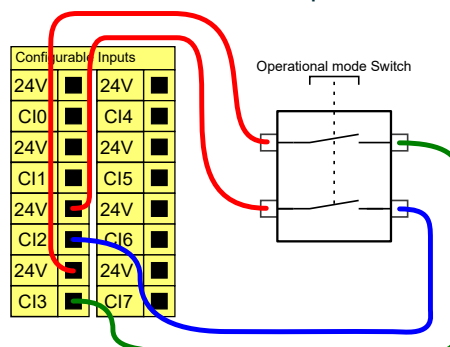 Configurable Inputs
Operational mode Switch
24V 24V
CI0 CI4
24V 24V
CI1 CI5
24V 24V
CI2 CI6
24V 24V
CI3 CI7